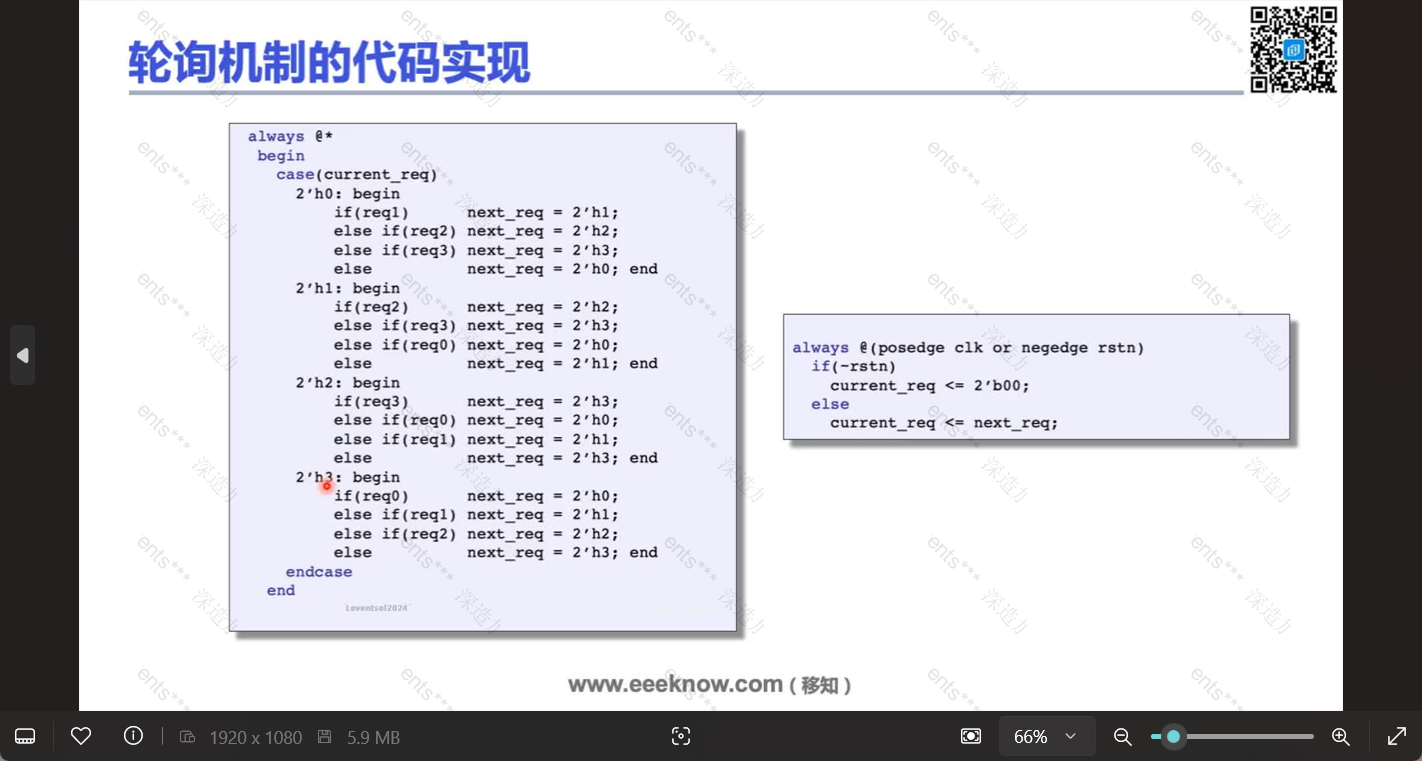 轮询机制的代码实现
always @*
begin
case(current_req)
2'h0: begin
if(req1) next_req = 2'h1;
else if(req2) next_req = 2'h2;
else if(req3) next_req = 2'h3;
else next_req = 2'h0; end
2'h1: begin
if(req2) next_req = 2'h2;
else if(req3) next_req = 2'h3;
else if(req0) next_req = 2'h0;
else next_req = 2'h1; end
2'h2: begin
if(req3) next_req = 2'h3;
else if(req0) next_req = 2'h0;
else if(req1) next_req = 2'h1;
else next_req = 2'h3; end
2'h3: begin
if(req0) next_req = 2'h0;
else if(req1) next_req = 2'h1;
else if(req2) next_req = 2'h2;
else next_req = 2'h3; end
endcase
end
always @(posedge clk or negedge rstn)
if(~rstn)
current_req <= 2'b00;
else
current_req <= next_req;
www.eeeknow.com ( 移知 )
1920 x 1080 5.9 MB 66%